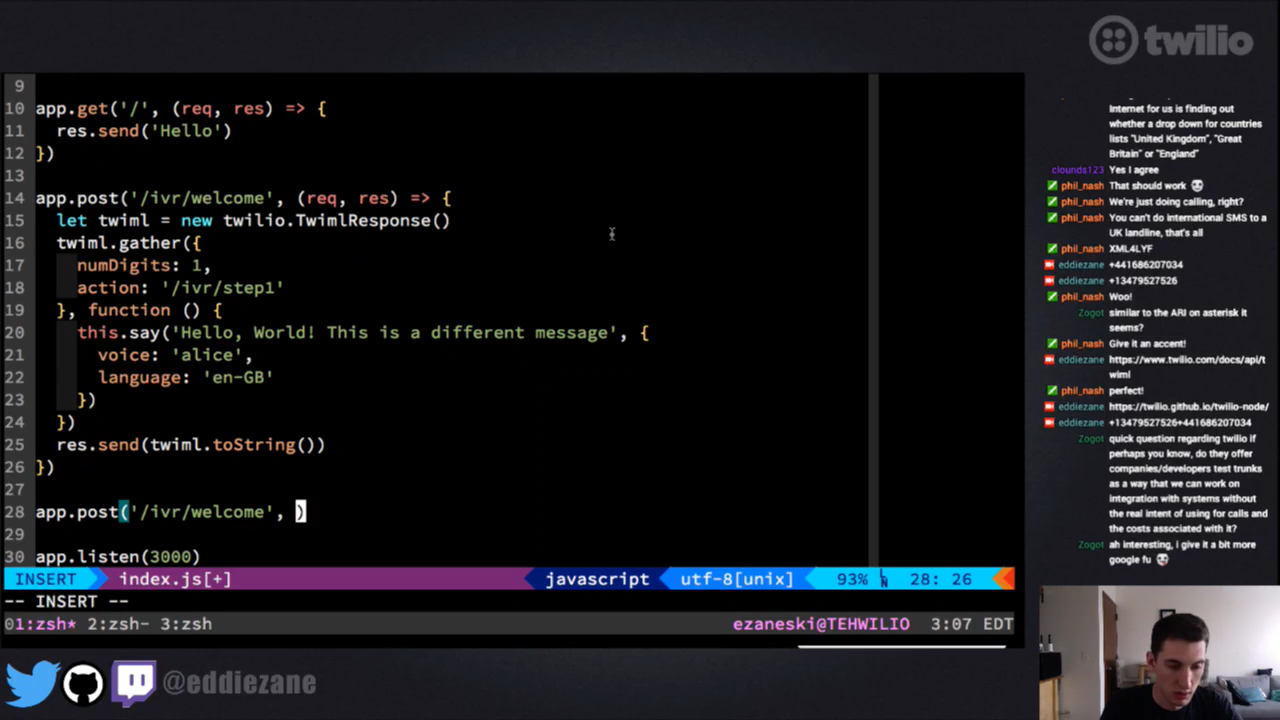 twilio
9
10 app.get('/', (req, res) => {
11 res.send('Hello')
12 })
13
14 app.post('/ivr/welcome', (req, res) => {
15 let twiml = new twilio.TwimlResponse()
16 twiml.gather({
17 numDigits: 1,
18 action: '/ivr/step1'
19 }, function () {
20 this.say('Hello, World! This is a different message', {
21 voice: 'alice',
22 language: 'en-GB'
23 })
24 })
25 res.send(twiml.toString())
26 })
27
28 app.post('/ivr/welcome', )
29
30 app.listen(3000)
INSERT index.js[+] javascript utf-8[unix] 93% 28: 26
-- INSERT --
01:zsh* 2:zsh- 3:zsh ezaneski@TEHWILIO 3:07 EDT
@eddiezane
Internet for us is finding out
whether a drop down for countries
lists "United Kingdom", "Great
Britain" or "England"
clounds123 Yes I agree
phil_nash That should work
phil_nash We're just doing calling, right?
phil_nash You can't do international SMS to
a UK landline, that's all
phil_nash XML4LYF
eddiezane +441686207034
eddiezane +13479527526
phil_nash Woo!
Zogot similar to the ARI on asterisk it
seems?
phil_nash Give it an accent!
eddiezane https://www.twilio.com/docs/api/t
wiml
phil_nash perfect!
eddiezane https://twilio.github.io/twilio-node/
eddiezane +13479527526+441686207034
Zogot quick question regarding twilio if
perhaps you know, do they offer
companies/developers test trunks
as a way that we can work on
integration with systems without
the real intent of using for calls and
the costs associated with it?
Zogot ah interesting, i give it a bit more
google fu